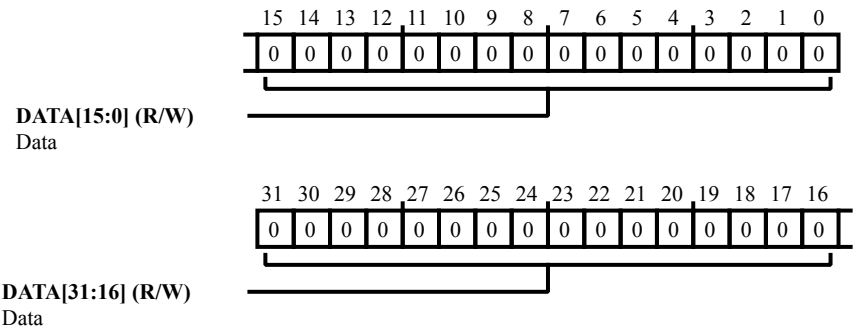 15 14 13 12 11 10 9 8 7 6 5 4 3 2 1 0
0 0 0 0 0 0 0 0 0 0 0 0 0 0 0 0
DATA[15:0] (R/W)
Data
31 30 29 28 27 26 25 24 23 22 21 20 19 18 17 16
0 0 0 0 0 0 0 0 0 0 0 0 0 0 0 0
DATA[31:16] (R/W)
Data